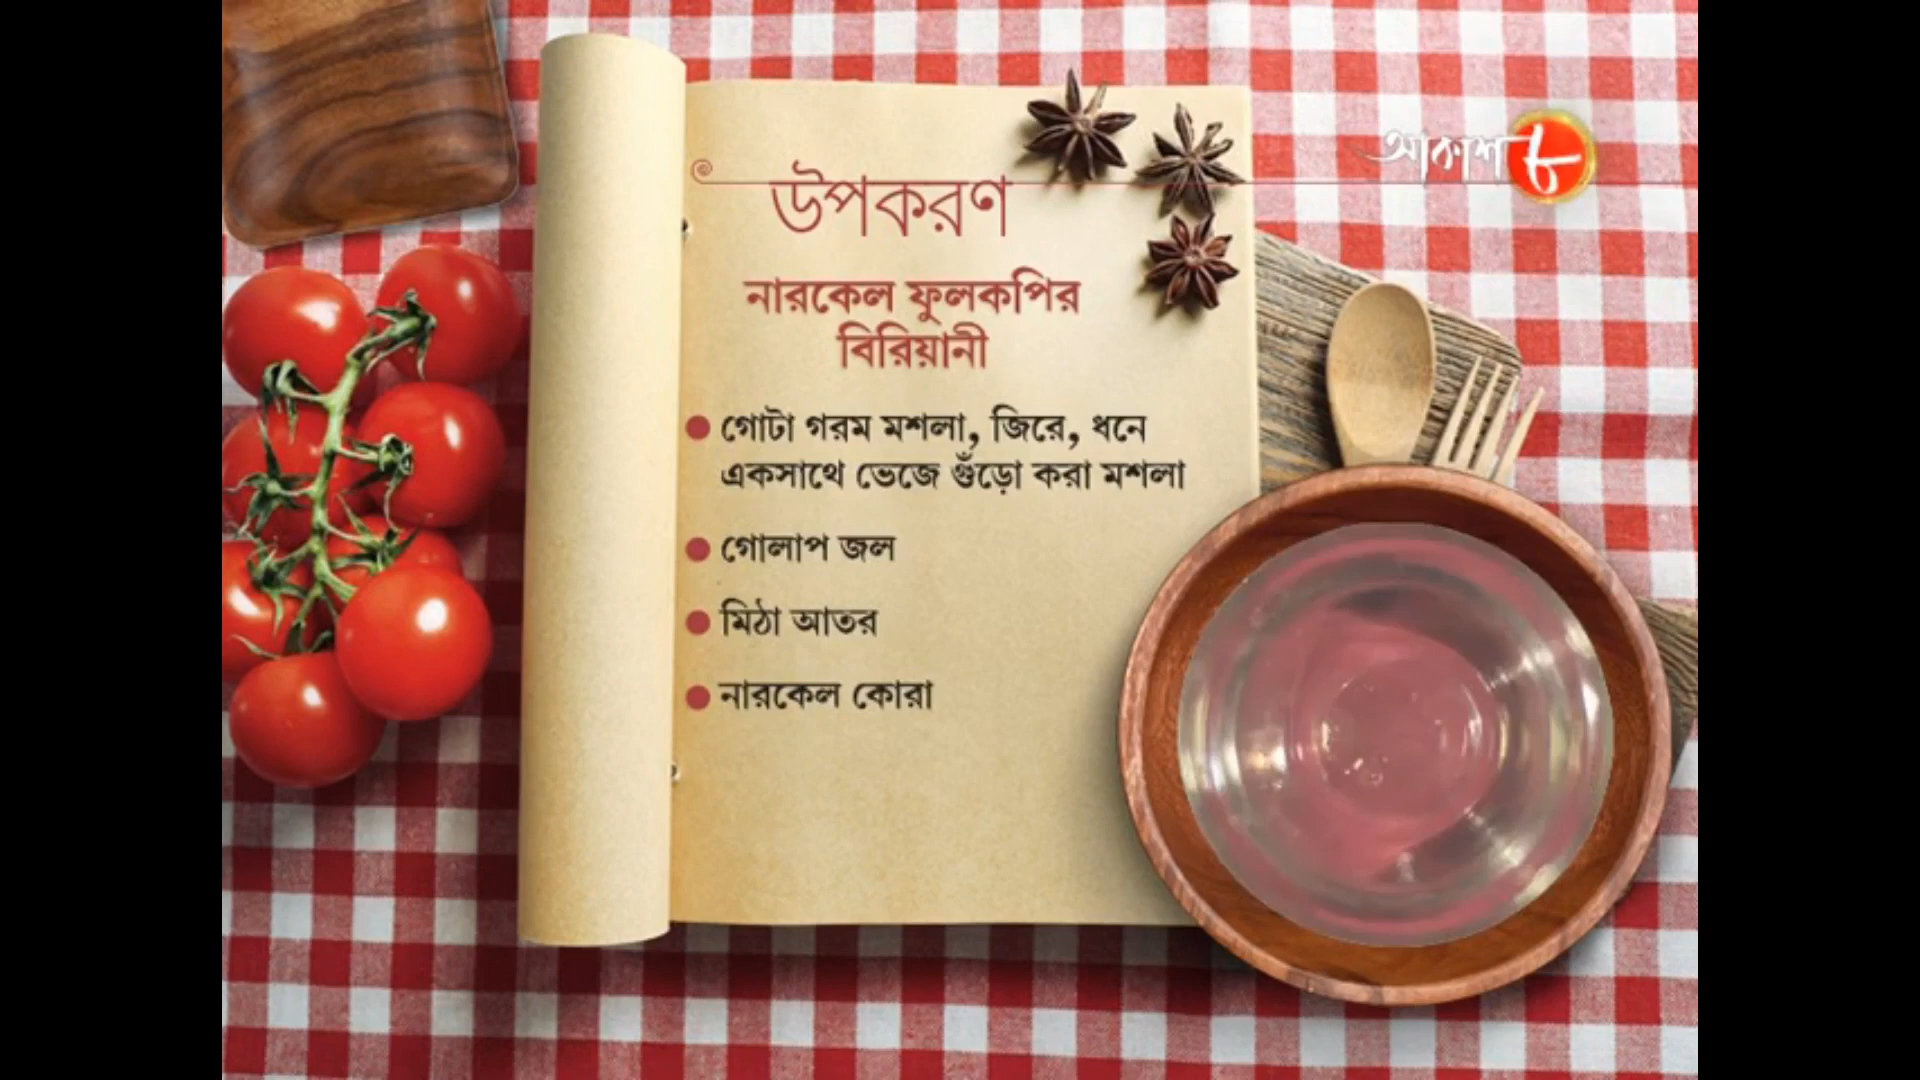 আকাশ ৮
উপকরণ
নারকেল ফুলকপির
বিরিয়ানী
গোটা গরম মশলা, জিরে, ধনে
একসাথে ভেজে গুঁড়ো করা মশলা
গোলাপ জল
মিঠা আতর
নারকেল কোরা